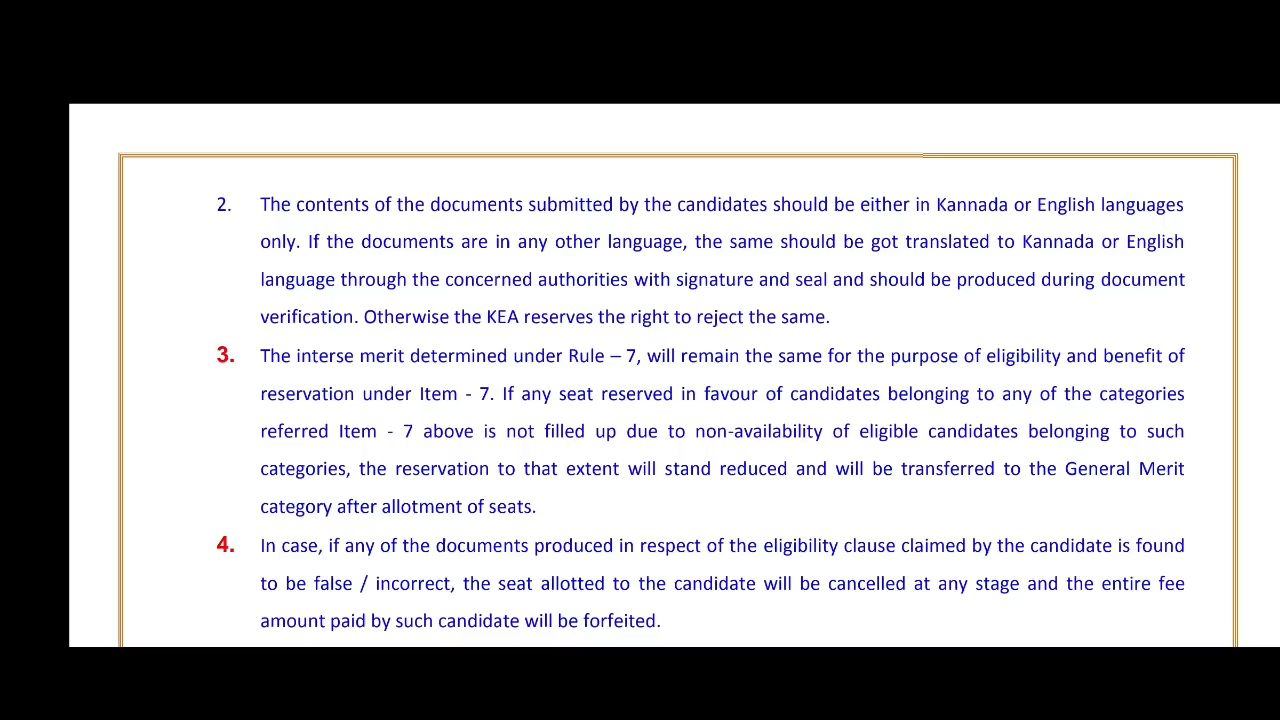 2. The contents of the documents submitted by the candidates should be either in Kannada or English languages
only. If the documents are in any other language, the same should be got translated to Kannada or English
language through the concerned authorities with signature and seal and should be produced during document
verification. Otherwise the KEA reserves the right to reject the same.
3. The interse merit determined under Rule – 7, will remain the same for the purpose of eligibility and benefit of
reservation under Item - 7. If any seat reserved in favour of candidates belonging to any of the categories
referred Item - 7 above is not filled up due to non-availability of eligible candidates belonging to such
categories, the reservation to that extent will stand reduced and will be transferred to the General Merit
category after allotment of seats.
4. In case, if any of the documents produced in respect of the eligibility clause claimed by the candidate is found
to be false / incorrect, the seat allotted to the candidate will be cancelled at any stage and the entire fee
amount paid by such candidate will be forfeited.